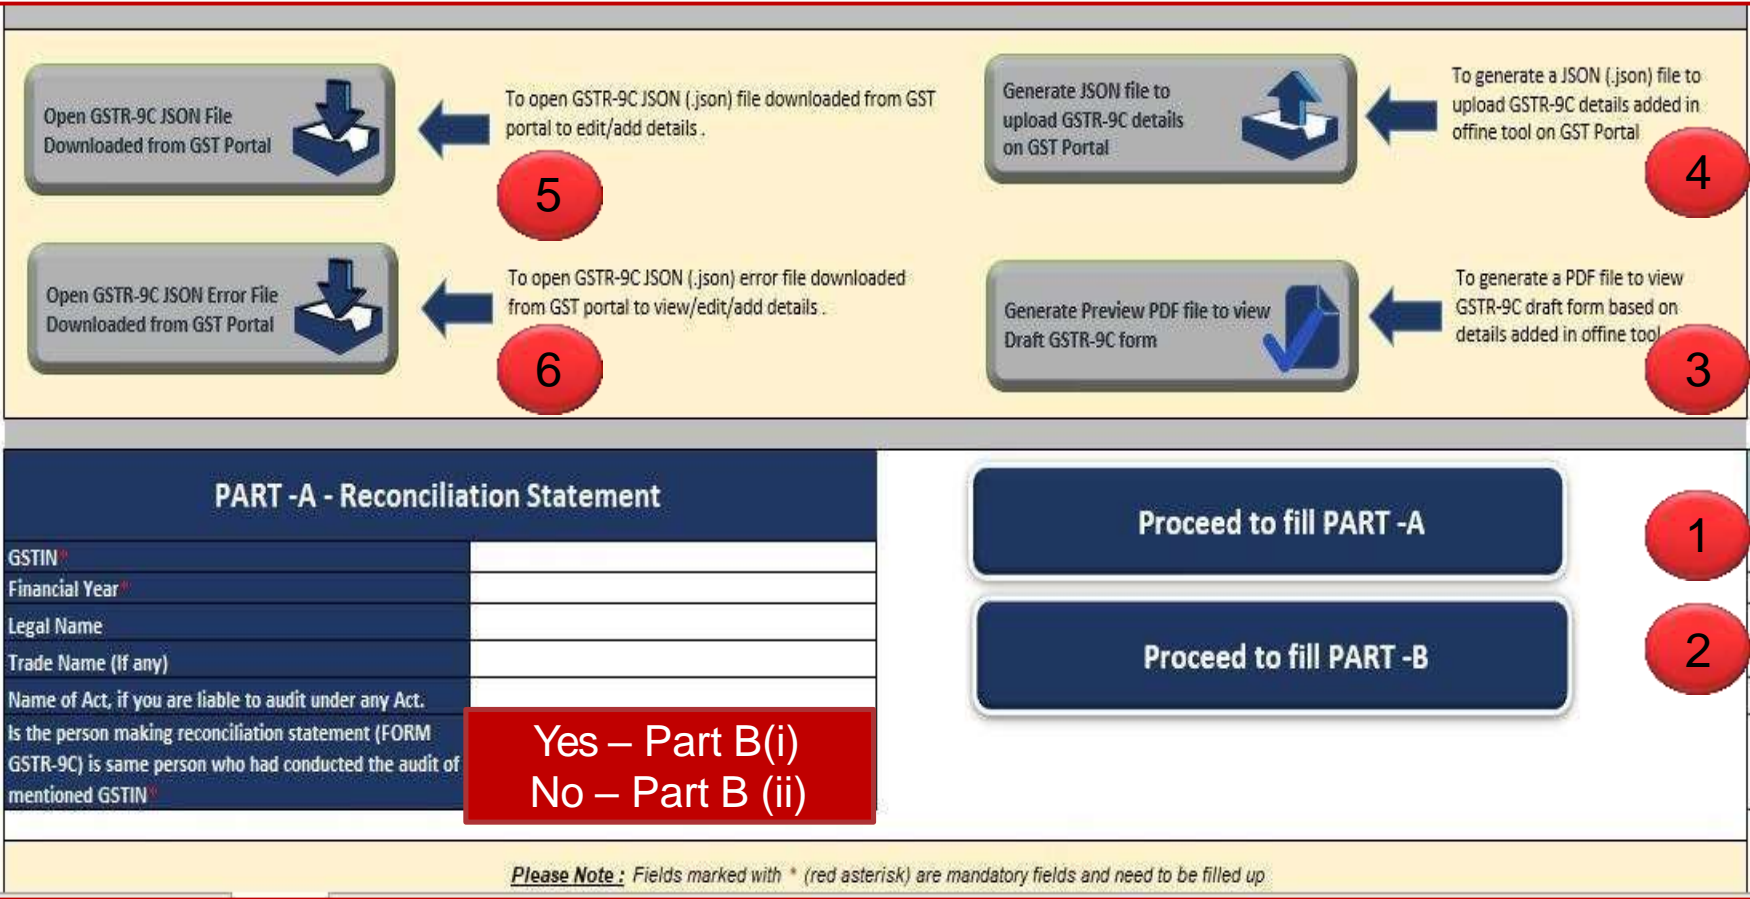 Open GSTR-9C JSON File
Downloaded from GST Portal
To open GSTR-9C JSON (.json) file downloaded from GST
portal to edit/add details .
5
Generate JSON file to
upload GSTR-9C details
on GST Portal
To generate a JSON (.json) file to
upload GSTR-9C details added in
offine tool on GST Portal
4
Open GSTR-9C JSON Error File
Downloaded from GST Portal
To open GSTR-9C JSON (.json) error file downloaded
from GST portal to view/edit/add details .
6
Generate Preview PDF file to view
Draft GSTR-9C form
To generate a PDF file to view
GSTR-9C draft form based on
details added in offine tool
3
PART -A - Reconciliation Statement
GSTIN*
Financial Year*
Legal Name
Trade Name (If any)
Name of Act, if you are liable to audit under any Act.
Is the person making reconciliation statement (FORM
GSTR-9C) is same person who had conducted the audit of
mentioned GSTIN*
Yes – Part B(i)
No – Part B (ii)
Proceed to fill PART -A
1
Proceed to fill PART -B
2
Please Note : Fields marked with * (red asterisk) are mandatory fields and need to be filled up